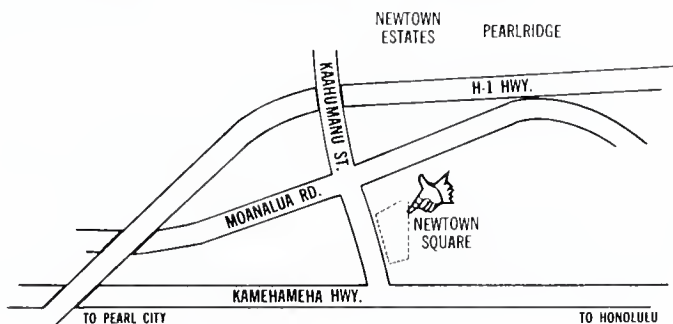 NEWTOWN
ESTATES
PEARLRIDGE
KAAHUMANU ST.
H-1 HWY.
MOANALUA RD.
NEWTOWN
SQUARE
KAMEHAMEHA HWY.
TO PEARL CITY
TO HONOLULU